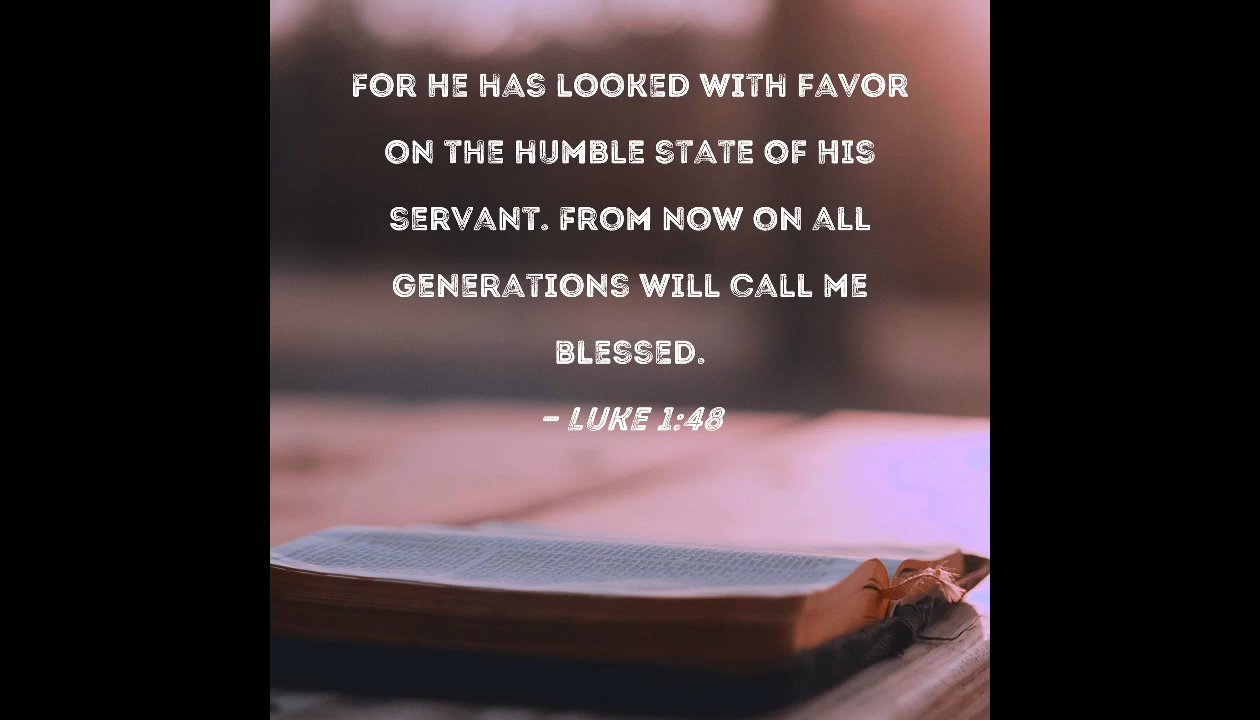 FOR HE HAS LOOKED WITH FAVOR
ON THE HUMBLE STATE OF HIS
SERVANT. FROM NOW ON ALL
GENERATIONS WILL CALL ME
BLESSED.
– LUKE 1:48